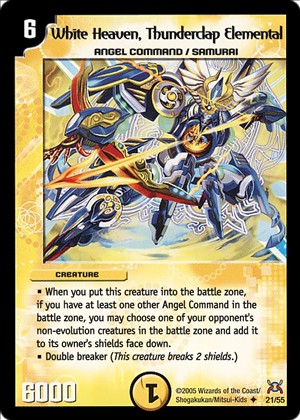 6
White Heaven, Thunderclap Elemental
ANGEL COMMAND / SAMURAI
CREATURE
▪ When you put this creature into the battle zone,
if you have at least one other Angel Command in the
battle zone, you may choose one of your opponent's
non-evolution creatures in the battle zone and add it
to its owner's shields face down.
▪ Double breaker (This creature breaks 2 shields.)
6000
1
©2005 Wizards of the Coast/
Shogakukan/Mitsui-Kids ♦ 21/55